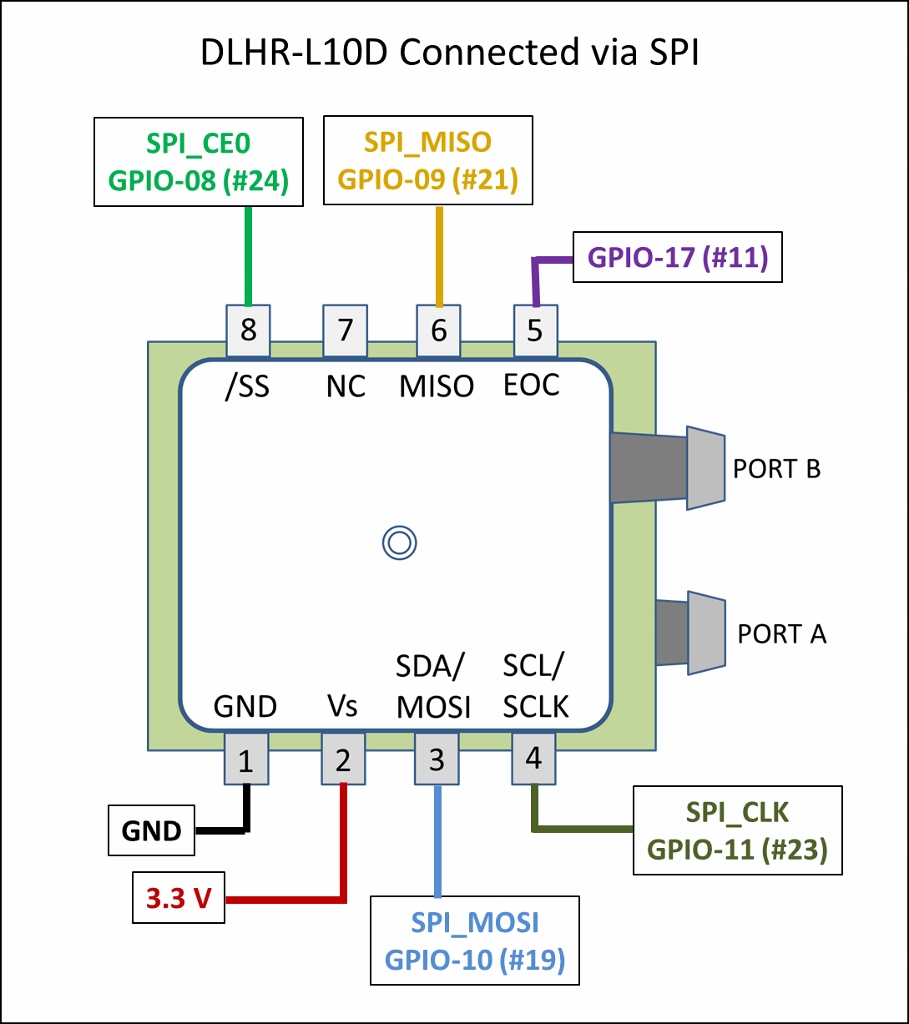 DLHR-L10D Connected via SPI
SPI_CE0
GPIO-08 (#24)
SPI_MISO
GPIO-09 (#21)
GPIO-17 (#11)
8
7
6
5
/SS
NC
MISO
EOC
PORT B
PORT A
GND
Vs
SDA/
MOSI
SCL/
SCLK
1
2
3
4
GND
3.3 V
SPI_MOSI
GPIO-10 (#19)
SPI_CLK
GPIO-11 (#23)